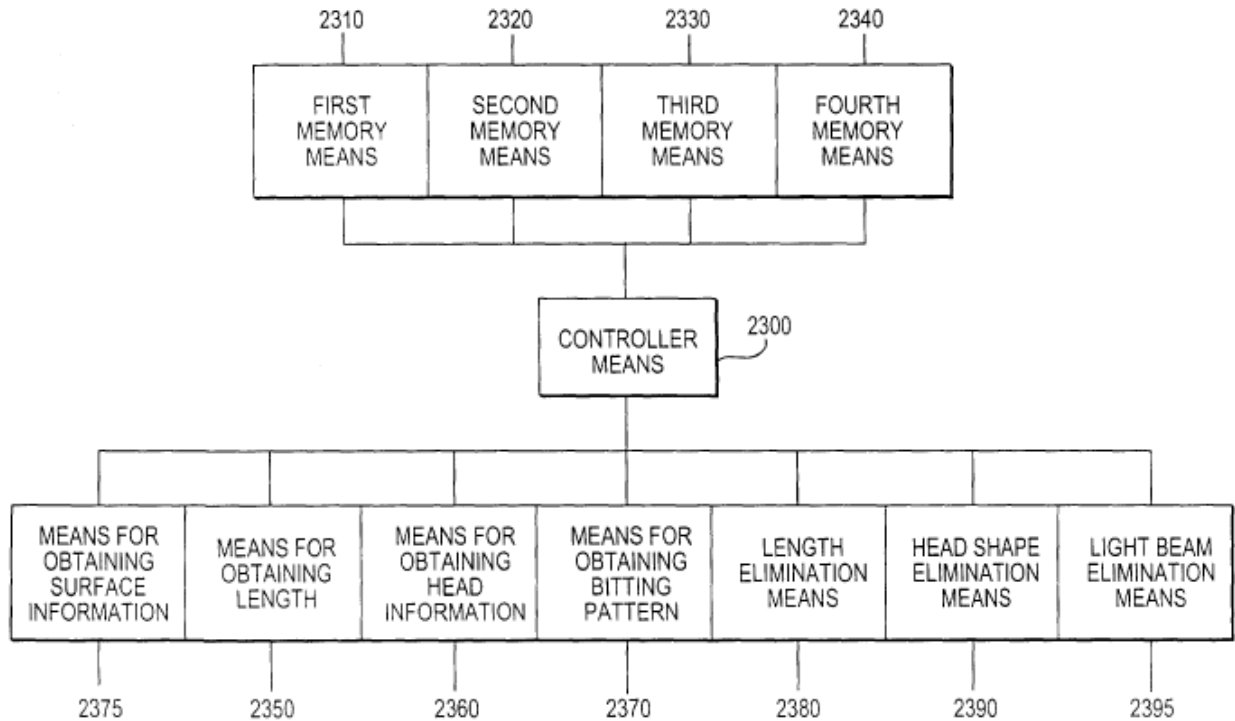 2310 2320 2330 2340
FIRST MEMORY MEANS
SECOND MEMORY MEANS
THIRD MEMORY MEANS
FOURTH MEMORY MEANS
CONTROLLER MEANS
2300
MEANS FOR OBTAINING SURFACE INFORMATION
MEANS FOR OBTAINING LENGTH
MEANS FOR OBTAINING HEAD INFORMATION
MEANS FOR OBTAINING BITTING PATTERN
LENGTH ELIMINATION MEANS
HEAD SHAPE ELIMINATION MEANS
LIGHT BEAM ELIMINATION MEANS
2375 2350 2360 2370 2380 2390 2395